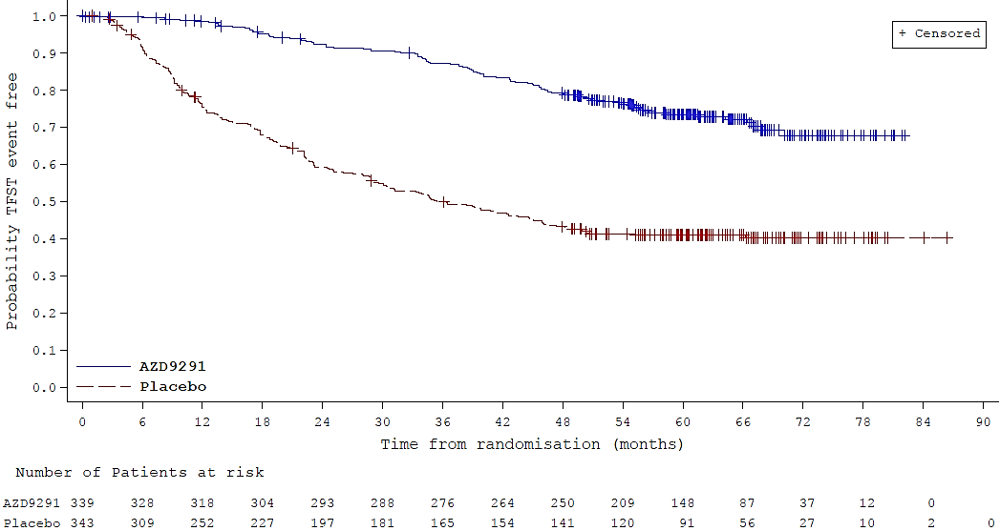 1.0
+ Censored
0.9
0.8
0.7
0.6
0.5
0.4
0.3
0.2
0.1
0.0
Probability TFST event free
AZD9291
Placebo
0 6 12 18 24 30 36 42 48 54 60 66 72 78 84 90
Time from randomisation (months)
Number of Patients at risk
AZD9291 339 328 318 304 293 288 276 264 250 209 148 87 37 12 0
Placebo 343 309 252 227 197 181 165 154 141 120 91 56 27 10 2 0